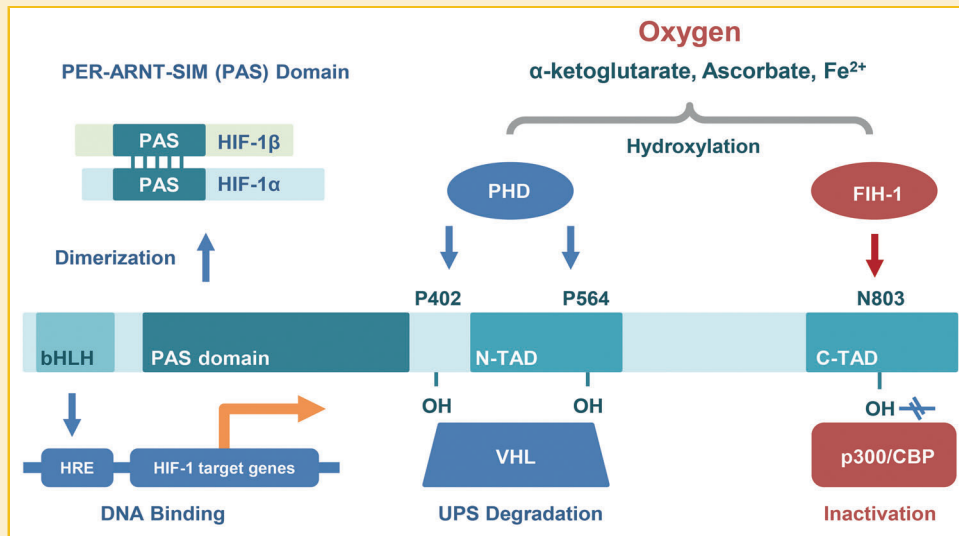 Oxygen
PER-ARNT-SIM (PAS) Domain
α-ketoglutarate, Ascorbate, Fe²⁺
PAS HIF-1β
PAS HIF-1α
Hydroxylation
PHD
FIH-1
Dimerization
P402
P564
N803
bHLH
PAS domain
N-TAD
C-TAD
OH
OH
OH
HRE
HIF-1 target genes
VHL
p300/CBP
DNA Binding
UPS Degradation
Inactivation